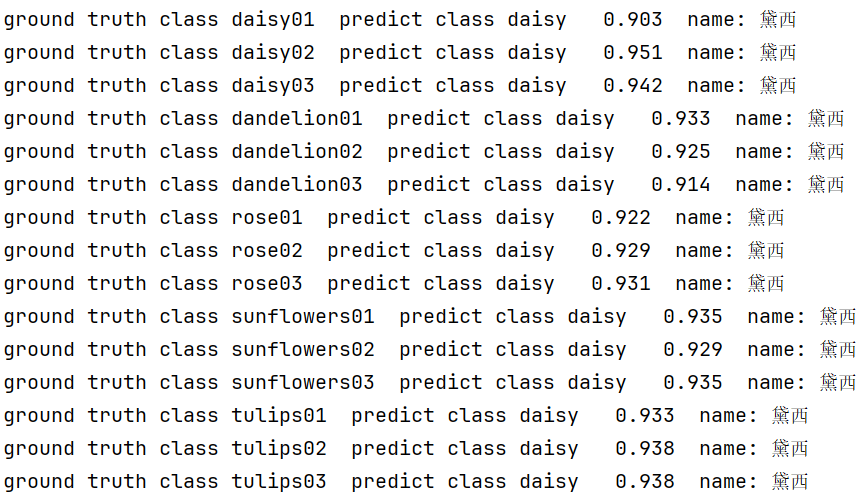 ground truth class daisy01  predict class daisy   0.903  name: 黛西
ground truth class daisy02  predict class daisy   0.951  name: 黛西
ground truth class daisy03  predict class daisy   0.942  name: 黛西
ground truth class dandelion01  predict class daisy   0.933  name: 黛西
ground truth class dandelion02  predict class daisy   0.925  name: 黛西
ground truth class dandelion03  predict class daisy   0.914  name: 黛西
ground truth class rose01  predict class daisy   0.922  name: 黛西
ground truth class rose02  predict class daisy   0.929  name: 黛西
ground truth class rose03  predict class daisy   0.931  name: 黛西
ground truth class sunflowers01  predict class daisy   0.935  name: 黛西
ground truth class sunflowers02  predict class daisy   0.929  name: 黛西
ground truth class sunflowers03  predict class daisy   0.935  name: 黛西
ground truth class tulips01  predict class daisy   0.933  name: 黛西
ground truth class tulips02  predict class daisy   0.938  name: 黛西
ground truth class tulips03  predict class daisy   0.938  name: 黛西